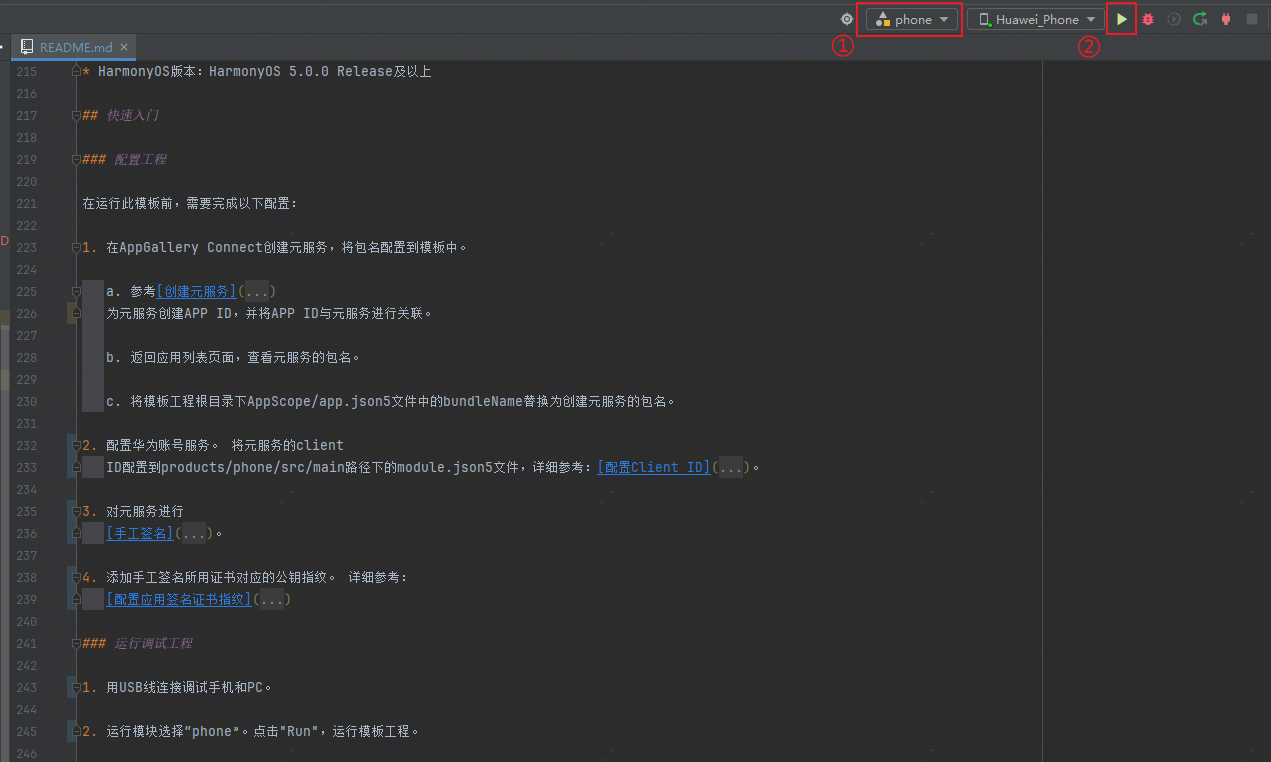 phone
Huawei_Phone
①
②
README.md ×
215 * HarmonyOS版本：HarmonyOS 5.0.0 Release及以上
216
217 ## 快速入门
218
219 ### 配置工程
220
221 在运行此模板前，需要完成以下配置：
222
D
223 1. 在AppGallery Connect创建元服务，将包名配置到模板中。
224
225 a. 参考[创建元服务](...)
226 为元服务创建APP ID，并将APP ID与元服务进行关联。
227
228 b. 返回应用列表页面，查看元服务的包名。
229
230 c. 将模板工程根目录下AppScope/app.json5文件中的bundleName替换为创建元服务的包名。
231
232 2. 配置华为账号服务。 将元服务的client
233 ID配置到products/phone/src/main路径下的module.json5文件，详细参考：[配置Client ID](...)。
234
235 3. 对元服务进行
236 [手工签名](...)。
237
238 4. 添加手工签名所用证书对应的公钥指纹。 详细参考：
239 [配置应用签名证书指纹](...)
240
241 ### 运行调试工程
242
243 1. 用USB线连接调试手机和PC。
244
245 2. 运行模块选择“phone”。点击"Run"，运行模板工程。
246